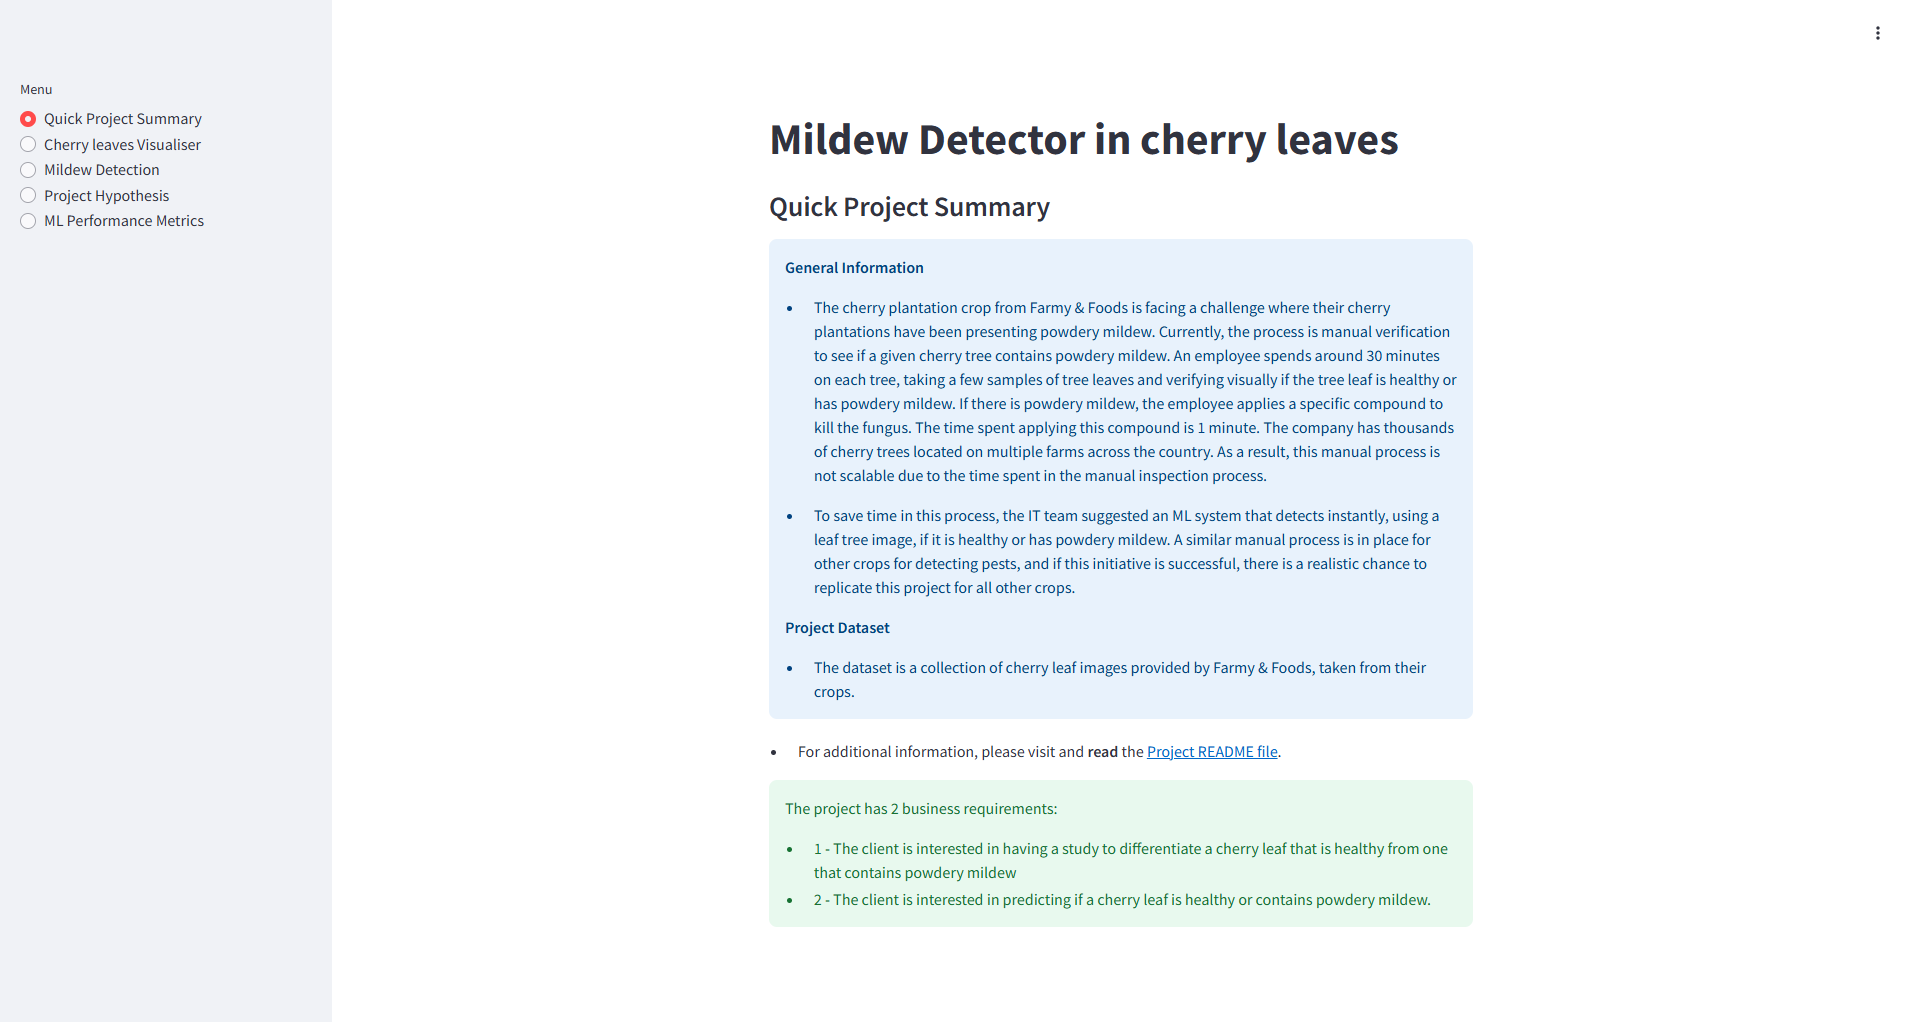 Menu
Quick Project Summary
Cherry leaves Visualiser
Mildew Detection
Project Hypothesis
ML Performance Metrics
Mildew Detector in cherry leaves
Quick Project Summary
General Information
• The cherry plantation crop from Farmy & Foods is facing a challenge where their cherry
plantations have been presenting powdery mildew. Currently, the process is manual verification
to see if a given cherry tree contains powdery mildew. An employee spends around 30 minutes
on each tree, taking a few samples of tree leaves and verifying visually if the tree leaf is healthy or
has powdery mildew. If there is powdery mildew, the employee applies a specific compound to
kill the fungus. The time spent applying this compound is 1 minute. The company has thousands
of cherry trees located on multiple farms across the country. As a result, this manual process is
not scalable due to the time spent in the manual inspection process.
• To save time in this process, the IT team suggested an ML system that detects instantly, using a
leaf tree image, if it is healthy or has powdery mildew. A similar manual process is in place for
other crops for detecting pests, and if this initiative is successful, there is a realistic chance to
replicate this project for all other crops.
Project Dataset
• The dataset is a collection of cherry leaf images provided by Farmy & Foods, taken from their
crops.
• For additional information, please visit and read the Project README file.
The project has 2 business requirements:
• 1 - The client is interested in having a study to differentiate a cherry leaf that is healthy from one
that contains powdery mildew
• 2 - The client is interested in predicting if a cherry leaf is healthy or contains powdery mildew.